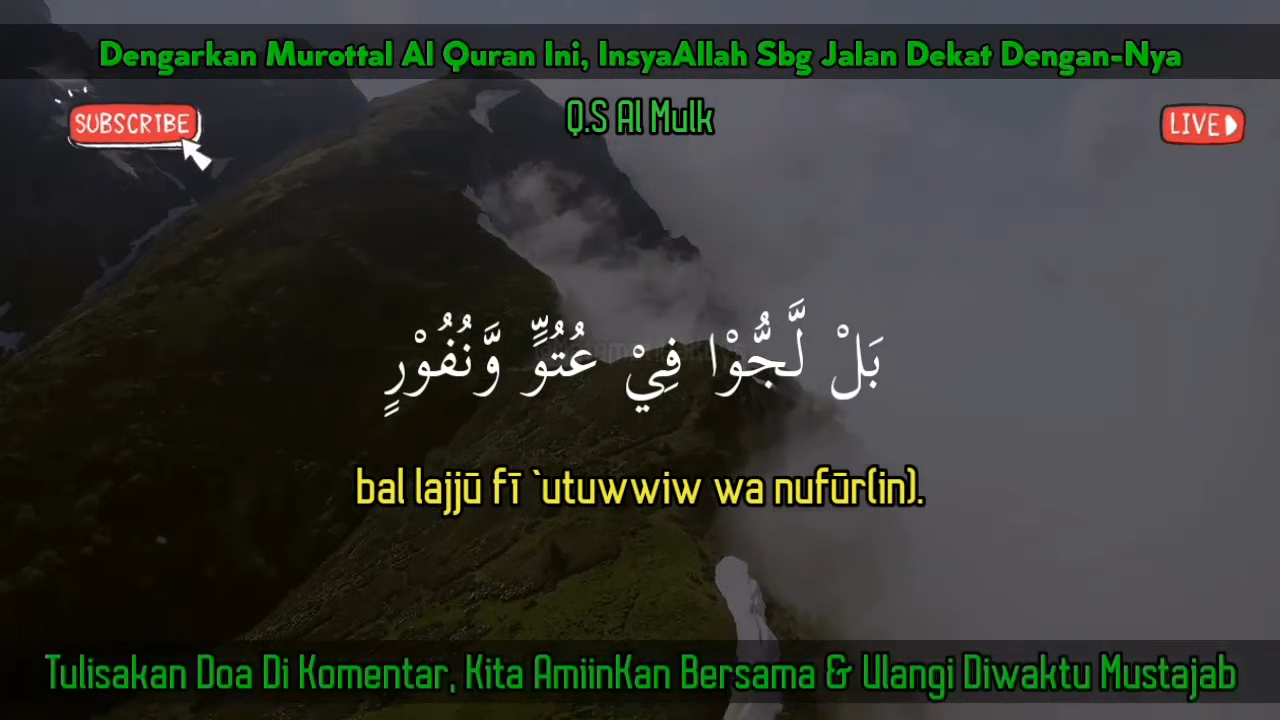 Dengarkan Murottal Al Quran Ini, InsyaAllah Sbg Jalan Dekat Dengan-Nya
Q.S Al Mulk
SUBSCRIBE
LIVE
بَلْ لَّجُّوْا فِيْ عُتُوٍّ وَّنُفُوْرٍ
bal lajjū fī `utuwwiw wa nufūr(in).
Tulisakan Doa Di Komentar, Kita AmiinKan Bersama & Ulangi Diwaktu Mustajab